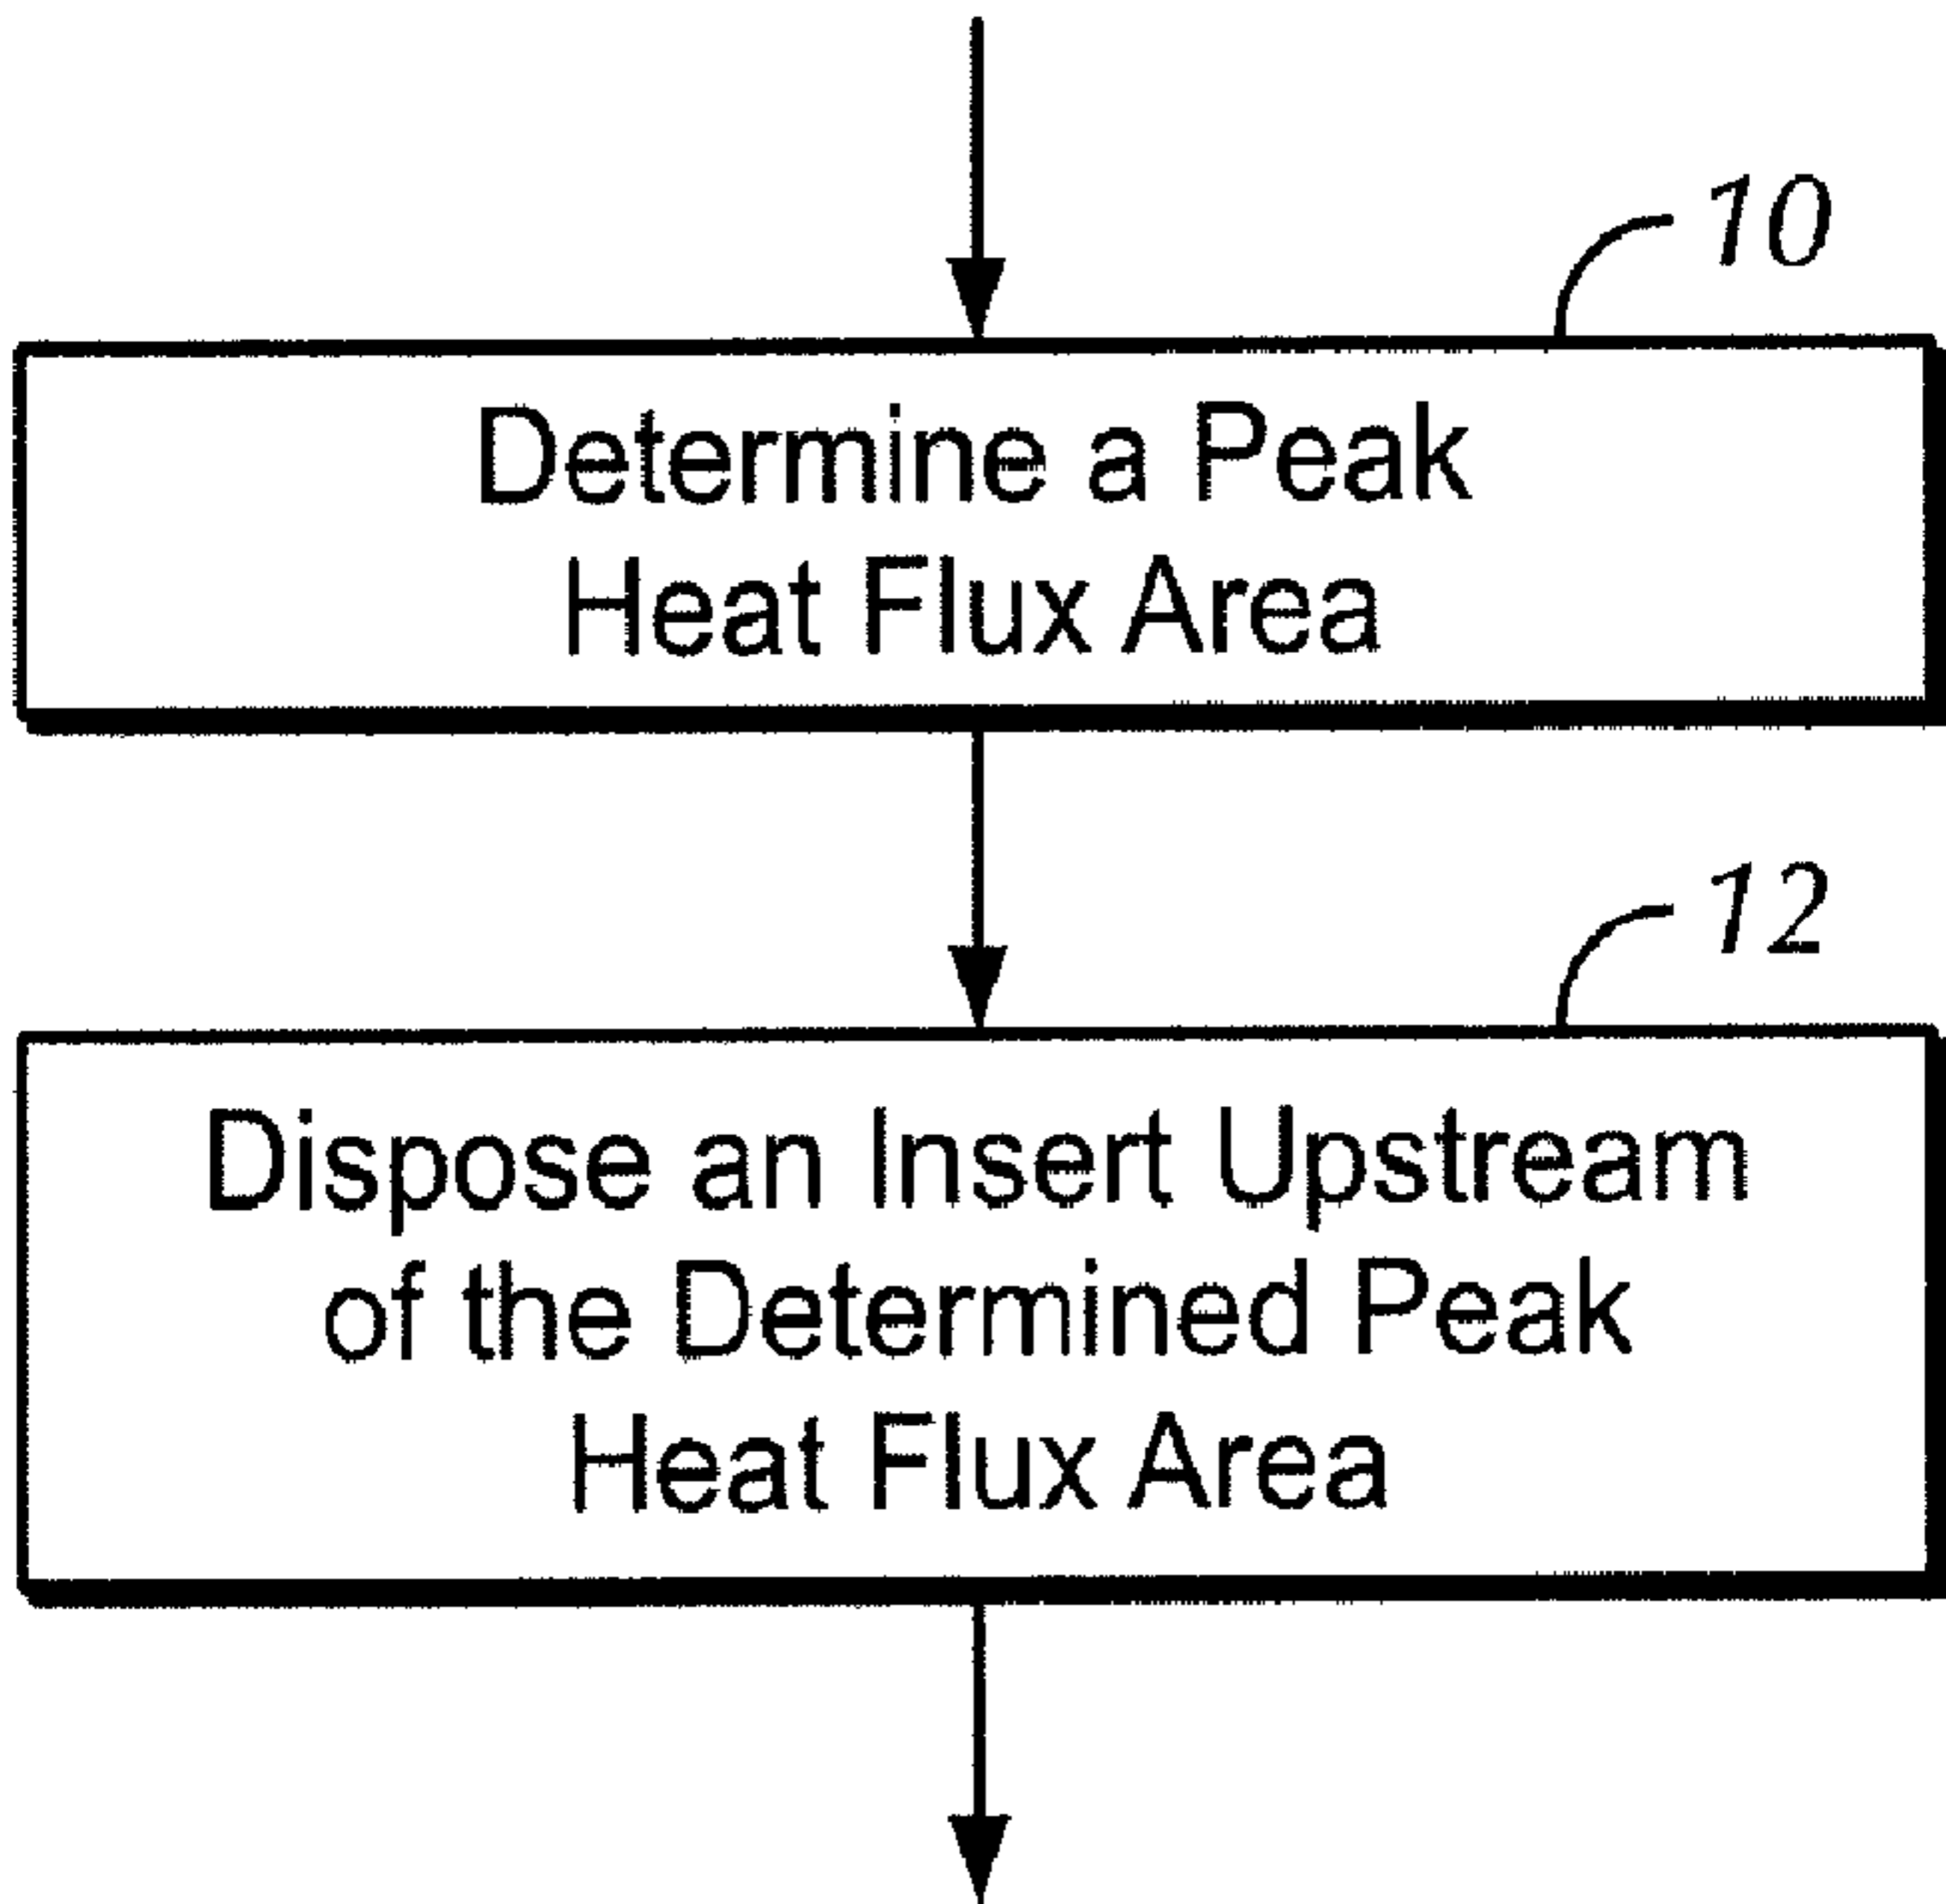 10
Determine a Peak
Heat Flux Area
12
Dispose an Insert Upstream
of the Determined Peak
Heat Flux Area